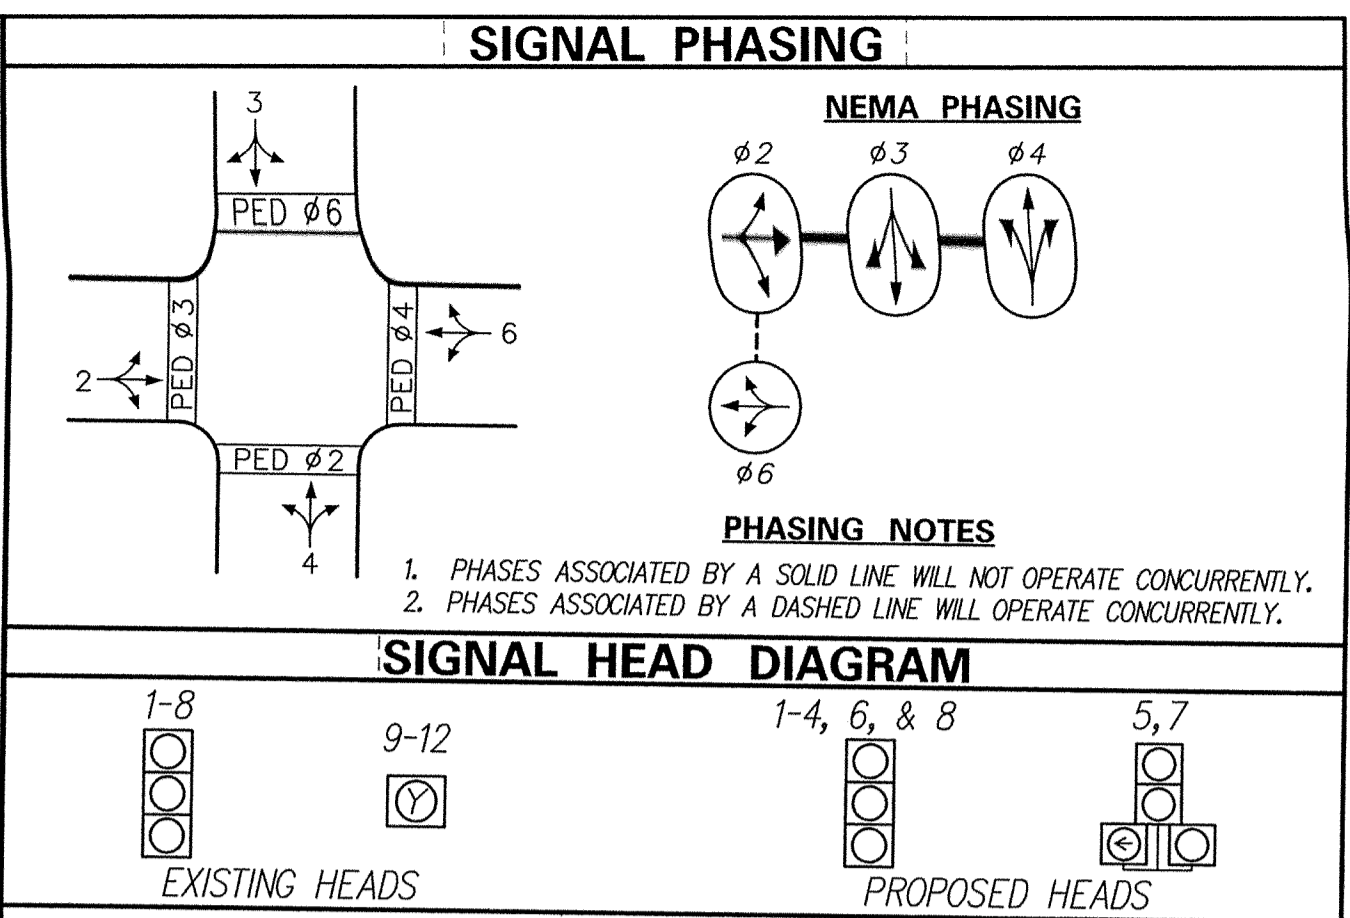 SIGNAL PHASING
3
PED ø6
PED ø3
PED ø4
2
6
PED ø2
4
NEMA PHASING
ø2
ø3
ø4
ø6
PHASING NOTES
1. PHASES ASSOCIATED BY A SOLID LINE WILL NOT OPERATE CONCURRENTLY.
2. PHASES ASSOCIATED BY A DASHED LINE WILL OPERATE CONCURRENTLY.
SIGNAL HEAD DIAGRAM
1-8
9-12
Y
EXISTING HEADS
1-4, 6, & 8
5,7
PROPOSED HEADS